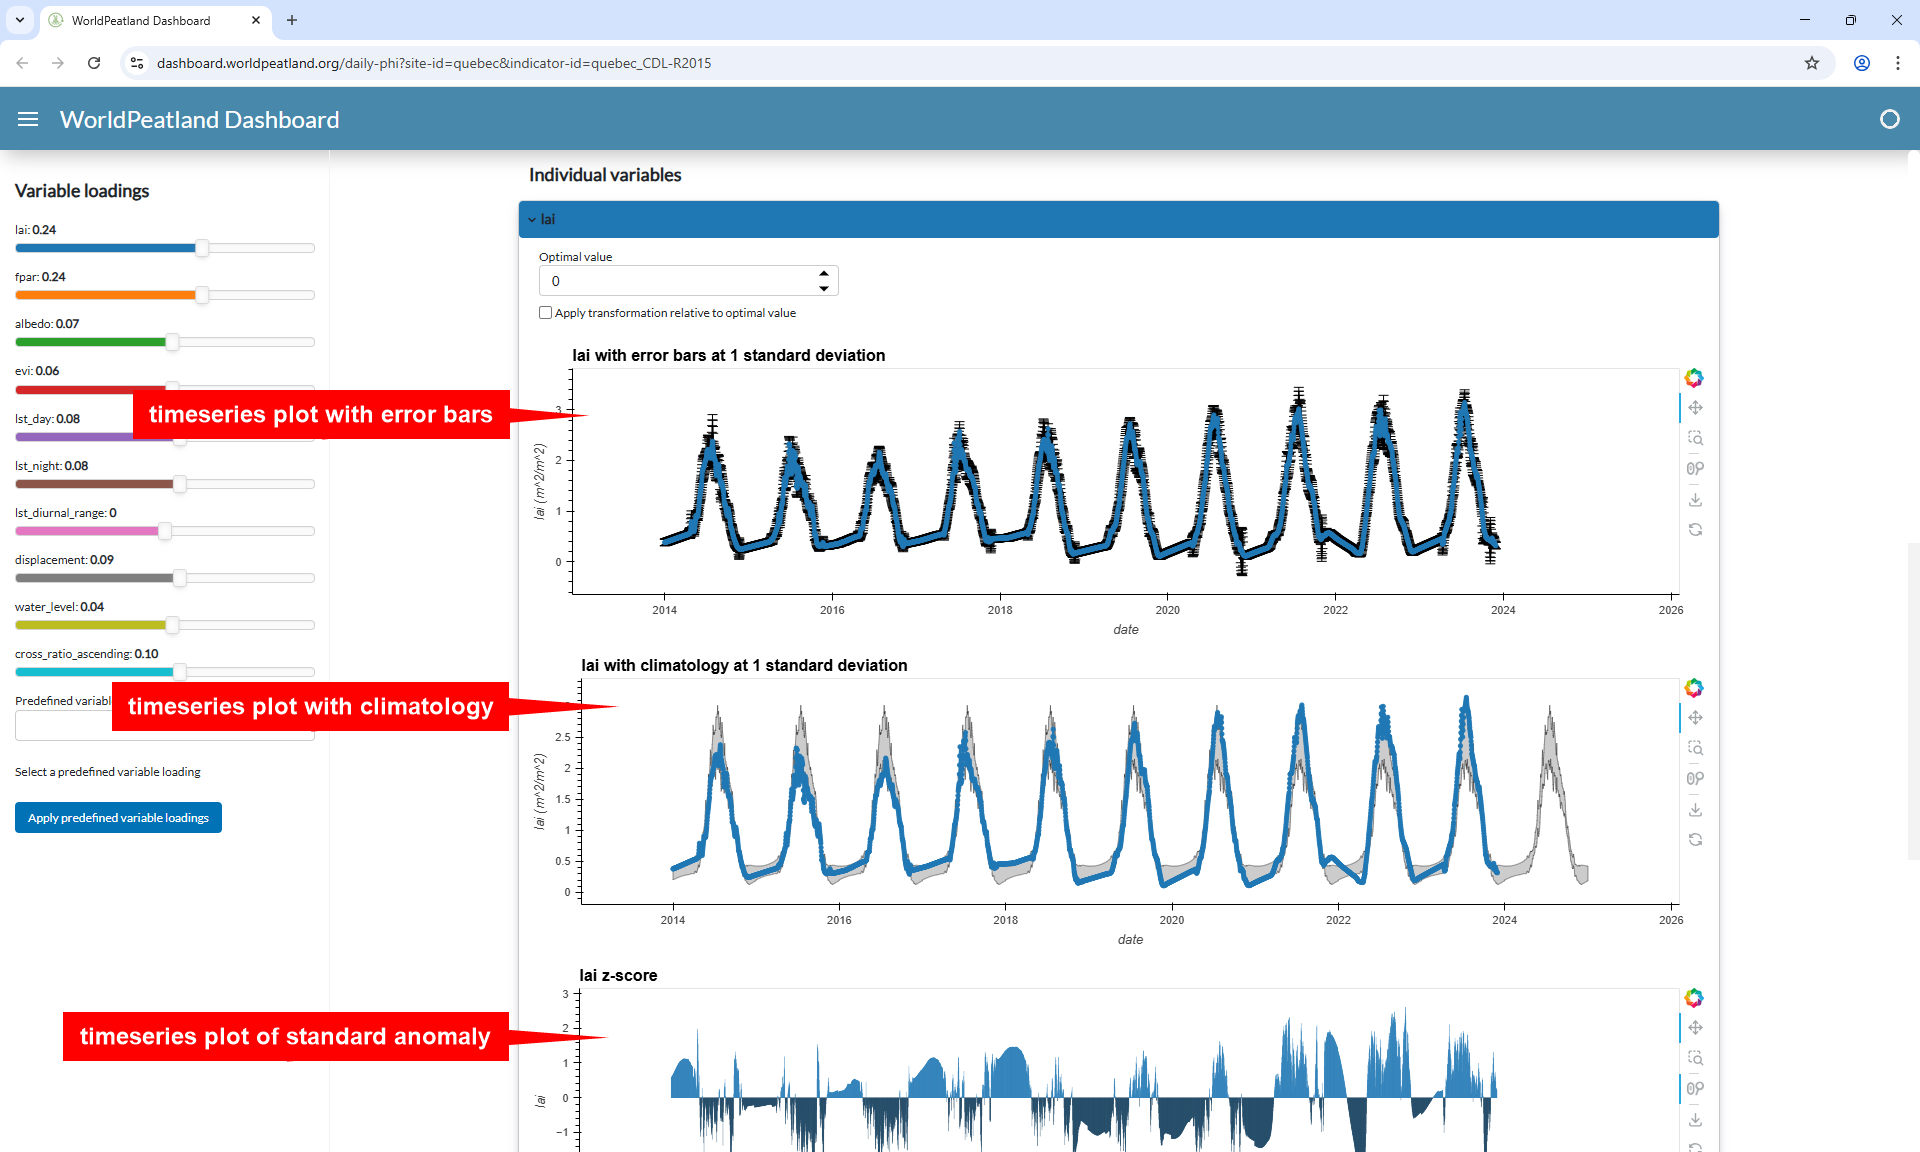 WorldPeatland Dashboard
dashboard.worldpeatland.org/daily-phi?site-id=quebec&indicator-id=quebec_CDL-R2015
WorldPeatland Dashboard
Variable loadings
lai: 0.24
fpar: 0.24
albedo: 0.07
evi: 0.06
lst_day: 0.08
lst_night: 0.08
lst_diurnal_range: 0
displacement: 0.09
water_level: 0.04
cross_ratio_ascending: 0.10
Predefined
Select a predefined variable loading
Apply predefined variable loadings
Individual variables
lai
Optimal value
0
Apply transformation relative to optimal value
lai with error bars at 1 standard deviation
timeseries plot with error bars
3
2
1
0
lai (m^2/m^2)
2014 2016 2018 2020 2022 2024 2026
date
lai with climatology at 1 standard deviation
timeseries plot with climatology
2.5
2
1.5
1
0.5
0
lai (m^2/m^2)
2014 2016 2018 2020 2022 2024 2026
date
lai z-score
timeseries plot of standard anomaly
3
2
1
0
−1
lai